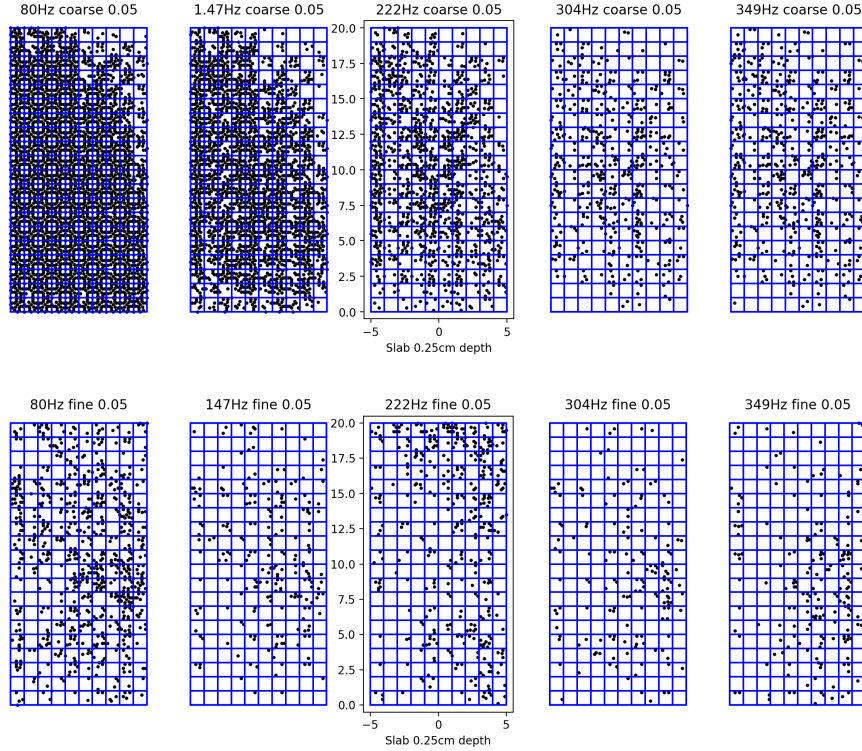 80Hz coarse 0.05
1.47Hz coarse 0.05
222Hz coarse 0.05
304Hz coarse 0.05
349Hz coarse 0.05
20.0
17.5
15.0
12.5
10.0
7.5
5.0
2.5
0.0
−5 0 5
Slab 0.25cm depth
80Hz fine 0.05
147Hz fine 0.05
222Hz fine 0.05
304Hz fine 0.05
349Hz fine 0.05
20.0
17.5
15.0
12.5
10.0
7.5
5.0
2.5
0.0
−5 0 5
Slab 0.25cm depth